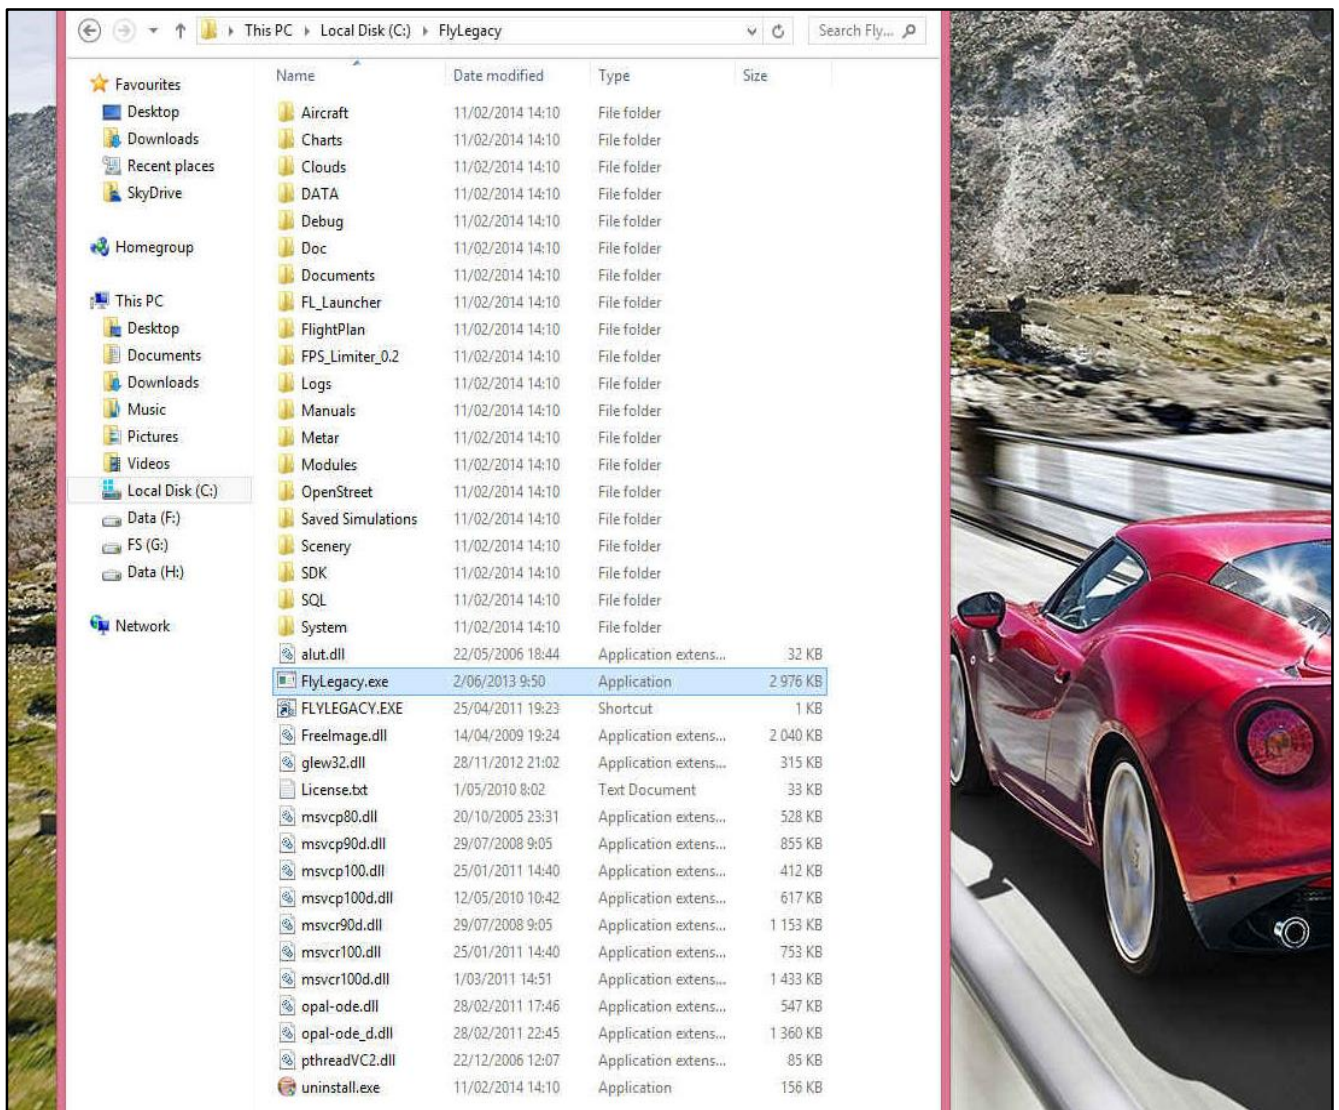 This PC Local Disk (C:) FlyLegacy Search Fly...
Name Date modified Type Size
Favourites
Desktop
Downloads
Recent places
SkyDrive
Homegroup
This PC
Desktop
Documents
Downloads
Music
Pictures
Videos
Local Disk (C:)
Data (F:)
FS (G:)
Data (H:)
Network
Aircraft 11/02/2014 14:10 File folder
Charts 11/02/2014 14:10 File folder
Clouds 11/02/2014 14:10 File folder
DATA 11/02/2014 14:10 File folder
Debug 11/02/2014 14:10 File folder
Doc 11/02/2014 14:10 File folder
Documents 11/02/2014 14:10 File folder
FL_Launcher 11/02/2014 14:10 File folder
FlightPlan 11/02/2014 14:10 File folder
FPS_Limiter_0.2 11/02/2014 14:10 File folder
Logs 11/02/2014 14:10 File folder
Manuals 11/02/2014 14:10 File folder
Metar 11/02/2014 14:10 File folder
Modules 11/02/2014 14:10 File folder
OpenStreet 11/02/2014 14:10 File folder
Saved Simulations 11/02/2014 14:10 File folder
Scenery 11/02/2014 14:10 File folder
SDK 11/02/2014 14:10 File folder
SQL 11/02/2014 14:10 File folder
System 11/02/2014 14:10 File folder
alut.dll 22/05/2006 18:44 Application extens... 32 KB
FlyLegacy.exe 2/06/2013 9:50 Application 2 976 KB
FLYLEGACY.EXE 25/04/2011 19:23 Shortcut 1 KB
FreeImage.dll 14/04/2009 19:24 Application extens... 2 040 KB
glew32.dll 28/11/2012 21:02 Application extens... 315 KB
License.txt 1/05/2010 8:02 Text Document 33 KB
msvcp80.dll 20/10/2005 23:31 Application extens... 528 KB
msvcp90d.dll 29/07/2008 9:05 Application extens... 855 KB
msvcp100.dll 25/01/2011 14:40 Application extens... 412 KB
msvcp100d.dll 12/05/2010 10:42 Application extens... 617 KB
msvcr90d.dll 29/07/2008 9:05 Application extens... 1 153 KB
msvcr100.dll 25/01/2011 14:40 Application extens... 753 KB
msvcr100d.dll 1/03/2011 14:51 Application extens... 1 433 KB
opal-ode.dll 28/02/2011 17:46 Application extens... 547 KB
opal-ode_d.dll 28/02/2011 22:45 Application extens... 1 360 KB
pthreadVC2.dll 22/12/2006 12:07 Application extens... 85 KB
uninstall.exe 11/02/2014 14:10 Application 156 KB